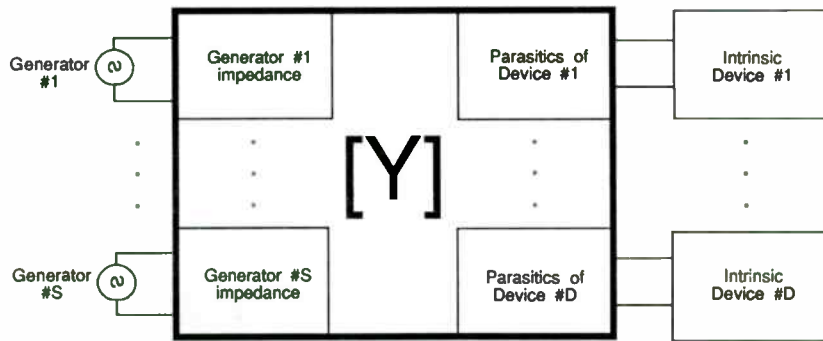 Generator
#1
Generator #1
impedance
Parasitics of
Device #1
Intrinsic
Device #1
[Y]
Generator
#S
Generator #S
impedance
Parasitics of
Device #D
Intrinsic
Device #D